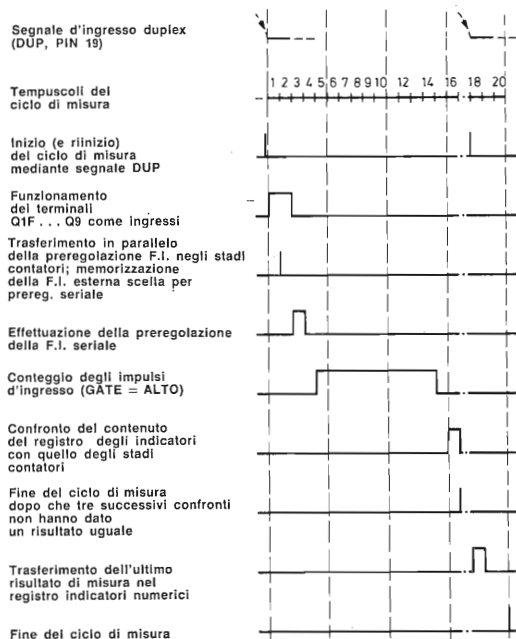 Segnale d'ingresso duplex
(DUP, PIN 19)
Tempuscoli del
ciclo di misura
1 2 3 4 5 6 7 8 9 10 12 14 16 18 20
Inizio (e riinizio)
del ciclo di misura
mediante segnale DUP
Funzionamento
dei terminali
Q1F ... Q9 come ingressi
Trasferimento in parallelo
della preregolazione F.I. negli stadi
contatori; memorizzazione
della F.I. esterna scella per
prereg. seriale
Effettuazione della preregolazione
della F.I. seriale
Conteggio degli impulsi
d'ingresso (GATE = ALTO)
Confronto del contenuto
del registro degli indicatori
con quello degli stadi
contatori
Fine del ciclo di misura
dopo che tre successivi confronti
non hanno dato
un risultato uguale
Trasferimento dell'ultimo
risultato di misura nel
registro indicatori numerici
Fine del ciclo di misura